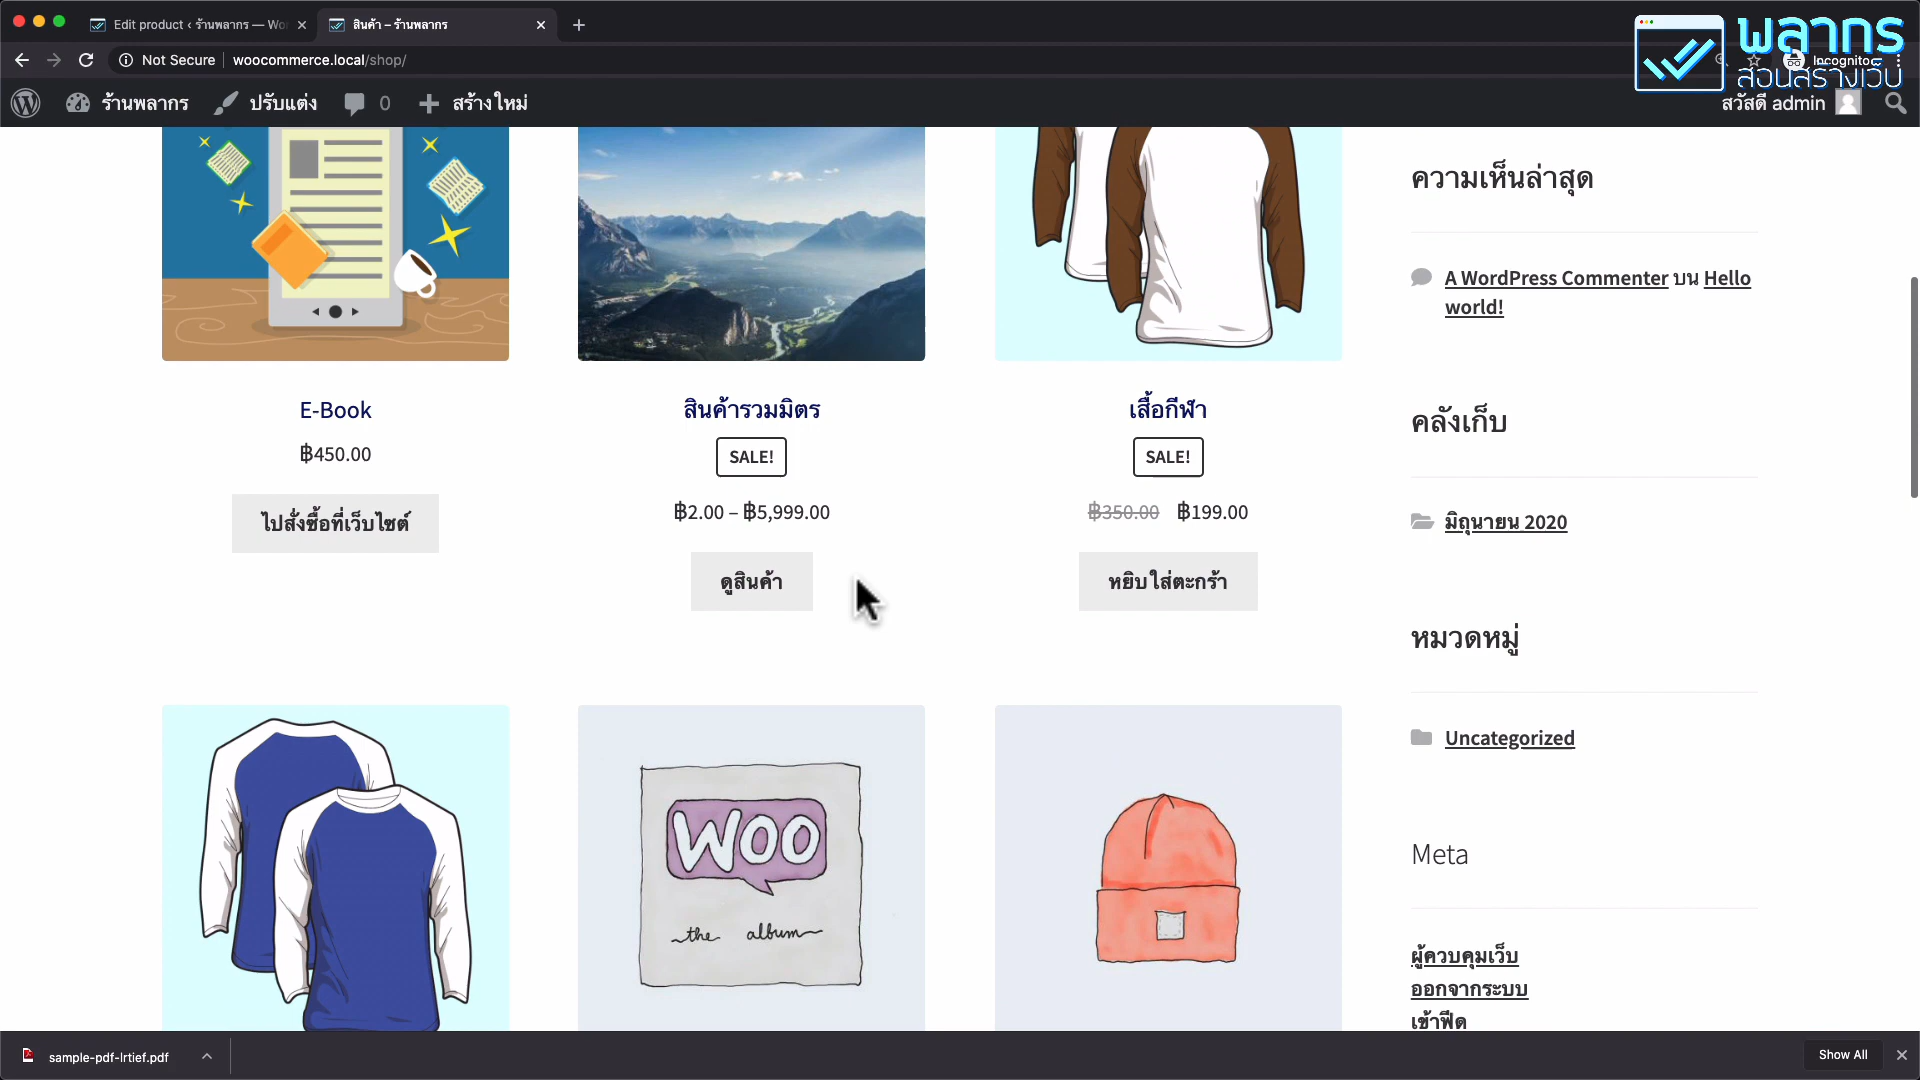 Edit product ‹ ร้านพลากร — Wor
สินค้า – ร้านพลากร
Not Secure
woocommerce.local/shop/
Incognito
พลากร
สอนสร้างเว็บ
ร้านพลากร
ปรับแต่ง
0
สร้างใหม่
สวัสดี admin
E-Book
฿450.00
ไปสั่งซื้อที่เว็บไซต์
สินค้ารวมมิตร
SALE!
฿2.00 – ฿5,999.00
ดูสินค้า
เสื้อกีฬา
SALE!
฿350.00 ฿199.00
หยิบใส่ตะกร้า
WOO
the album
ความเห็นล่าสุด
A WordPress Commenter บน Hello
world!
คลังเก็บ
มิถุนายน 2020
หมวดหมู่
Uncategorized
Meta
ผู้ควบคุมเว็บ
ออกจากระบบ
เข้าฟีด
sample-pdf-lrtief.pdf
Show All